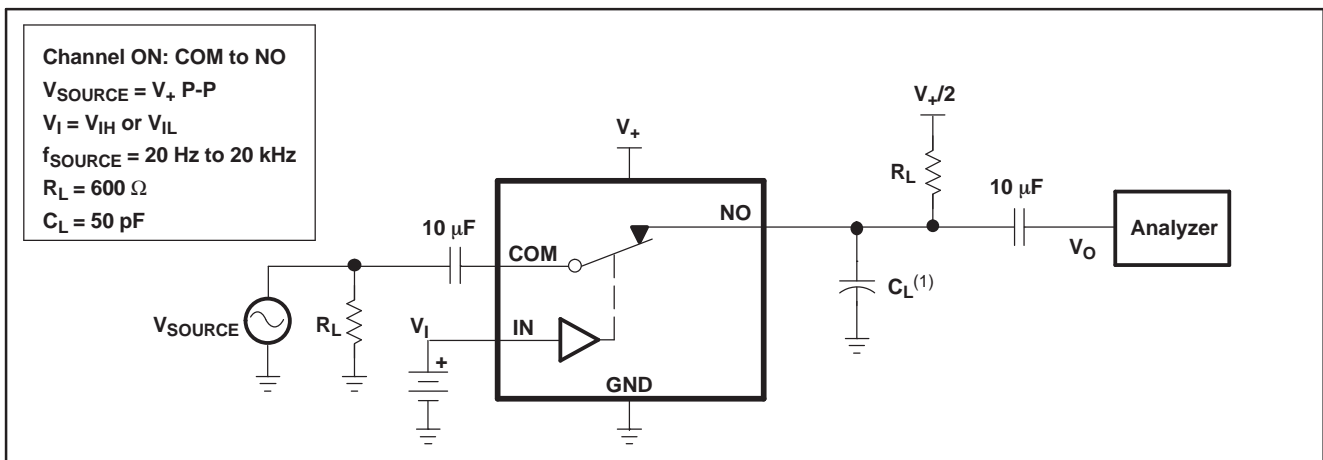 Channel ON: COM to NO
VSOURCE = V+ P-P
VI = VIH or VIL
fSOURCE = 20 Hz to 20 kHz
RL = 600 Ω
CL = 50 pF
V+/2
V+
RL
10 μF
NO
Analyzer
10 μF
COM
VO
CL(1)
VSOURCE
RL
VI
IN
+
GND